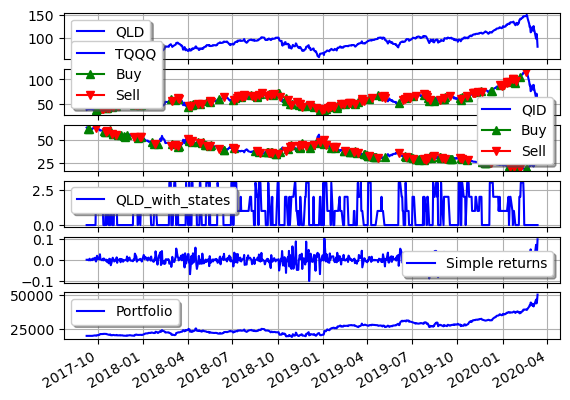 150
100
QLD
100
50
TQQQ
Buy
Sell
50
25
QID
Buy
Sell
2.5
0.0
QLD_with_states
0.1
0.0
−0.1
Simple returns
50000
25000
Portfolio
2017-10
2018-01
2018-04
2018-07
2018-10
2019-01
2019-04
2019-07
2019-10
2020-01
2020-04